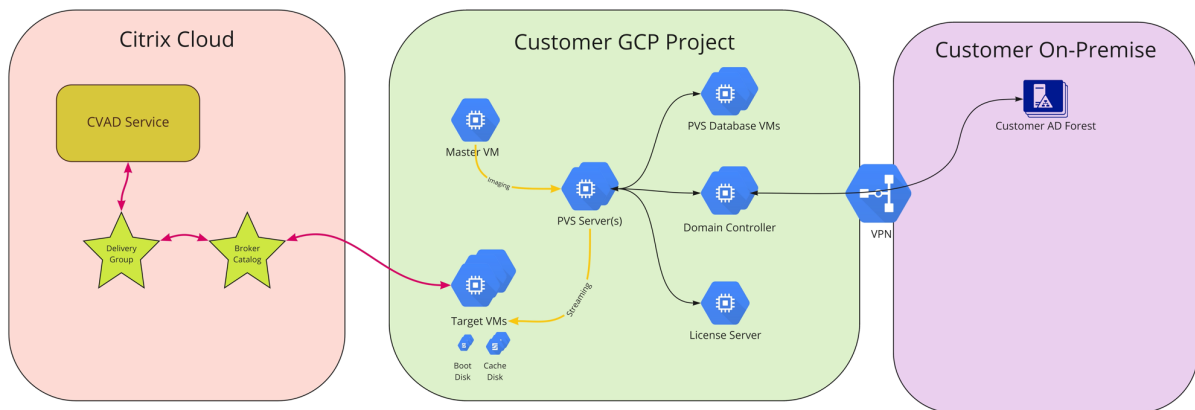 Citrix Cloud
CVAD Service
Delivery
Group
Broker
Catalog
Customer GCP Project
Master VM
Imaging
PVS Server(s)
Streaming
Target VMs
Boot
Disk
Cache
Disk
PVS Database VMs
Domain Controller
License Server
VPN
Customer On-Premise
Customer AD Forest